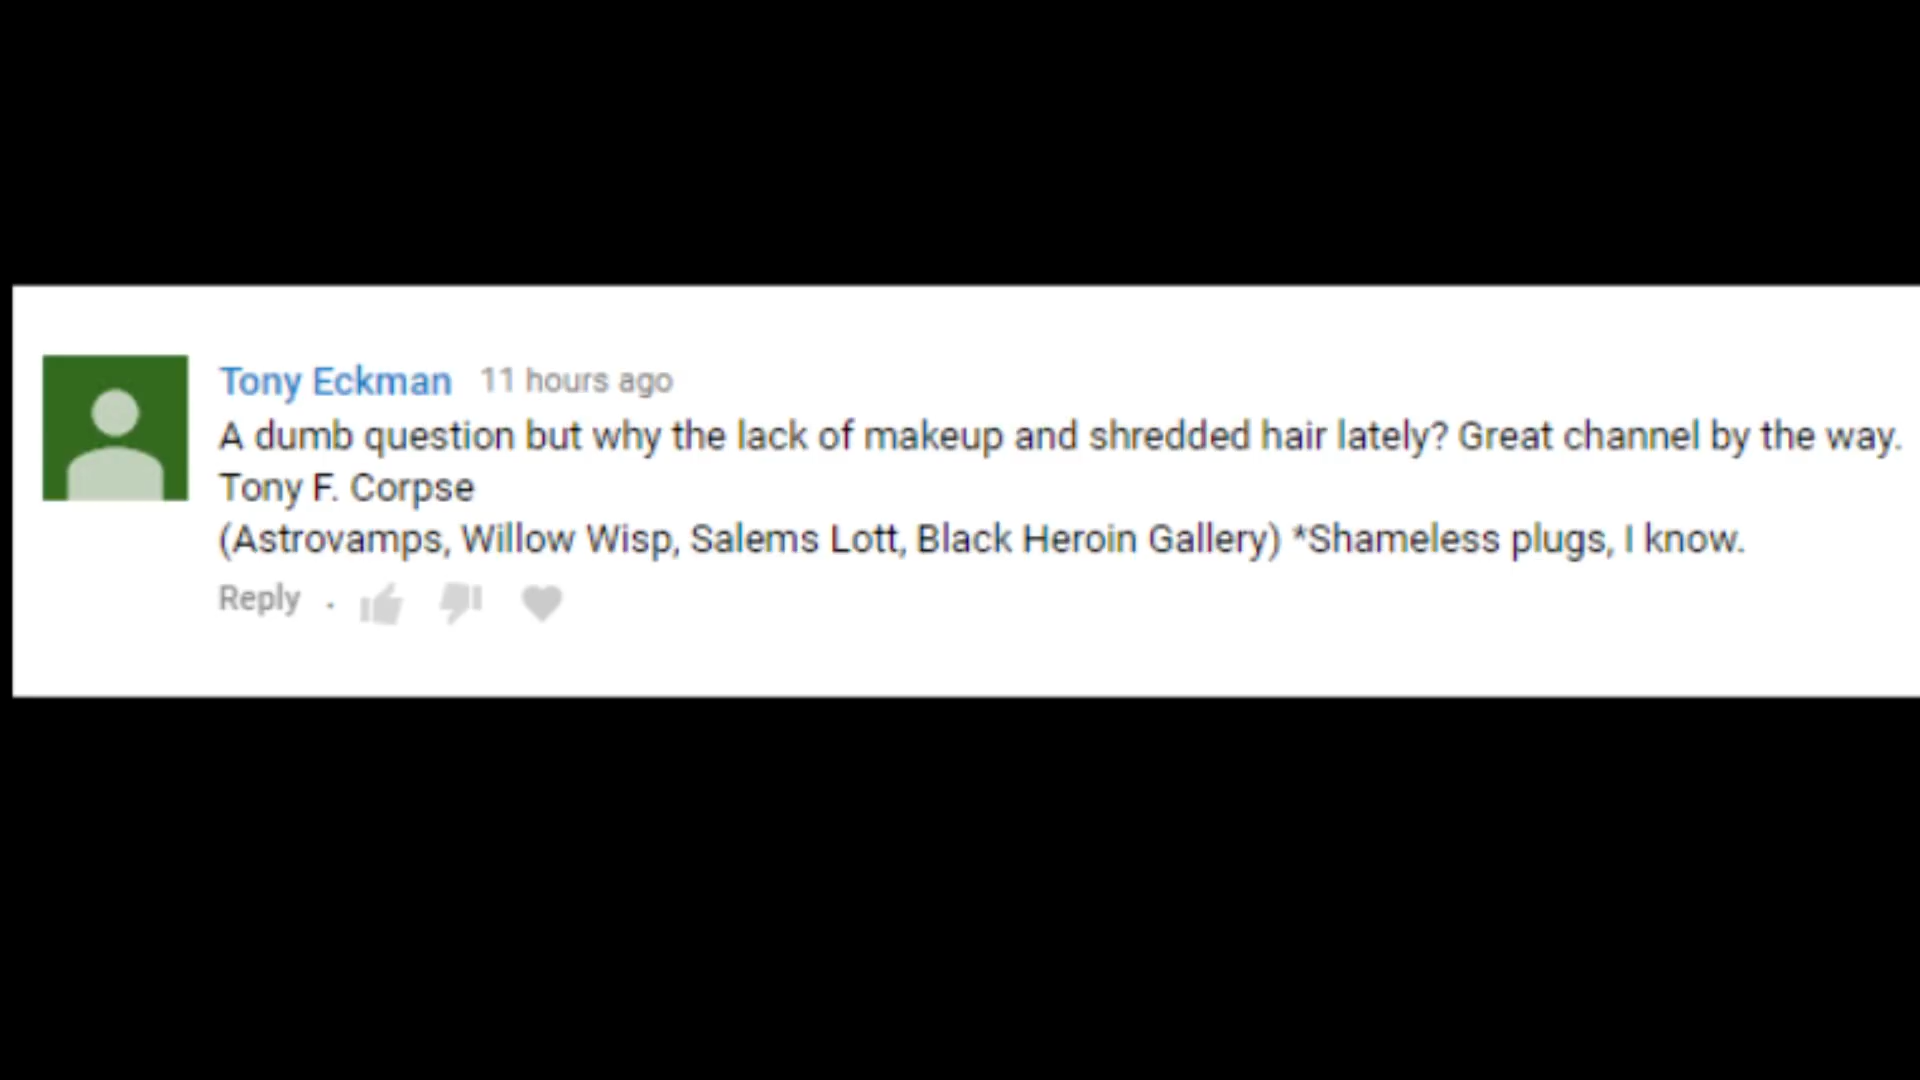 Tony Eckman 11 hours ago
A dumb question but why the lack of makeup and shredded hair lately? Great channel by the way.
Tony F. Corpse
(Astrovamps, Willow Wisp, Salems Lott, Black Heroin Gallery) *Shameless plugs, I know.
Reply .